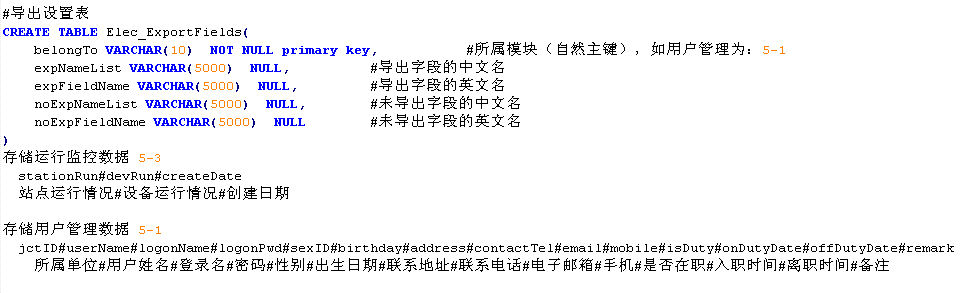 #导出设置表
CREATE TABLE Elec_ExportFields(
belongTo VARCHAR(10) NOT NULL primary key, #所属模块（自然主键），如用户管理为：5-1
expNameList VARCHAR(5000) NULL, #导出字段的中文名
expFieldName VARCHAR(5000) NULL, #导出字段的英文名
noExpNameList VARCHAR(5000) NULL, #未导出字段的中文名
noExpFieldName VARCHAR(5000) NULL #未导出字段的英文名
)
存储运行监控数据 5-3
stationRun#devRun#createDate
站点运行情况#设备运行情况#创建日期
存储用户管理数据 5-1
jctID#userName#logonName#logonPwd#sexID#birthday#address#contactTel#email#mobile#isDuty#onDutyDate#offDutyDate#remark
所属单位#用户姓名#登录名#密码#性别#出生日期#联系地址#联系电话#电子邮箱#手机#是否在职#入职时间#离职时间#备注